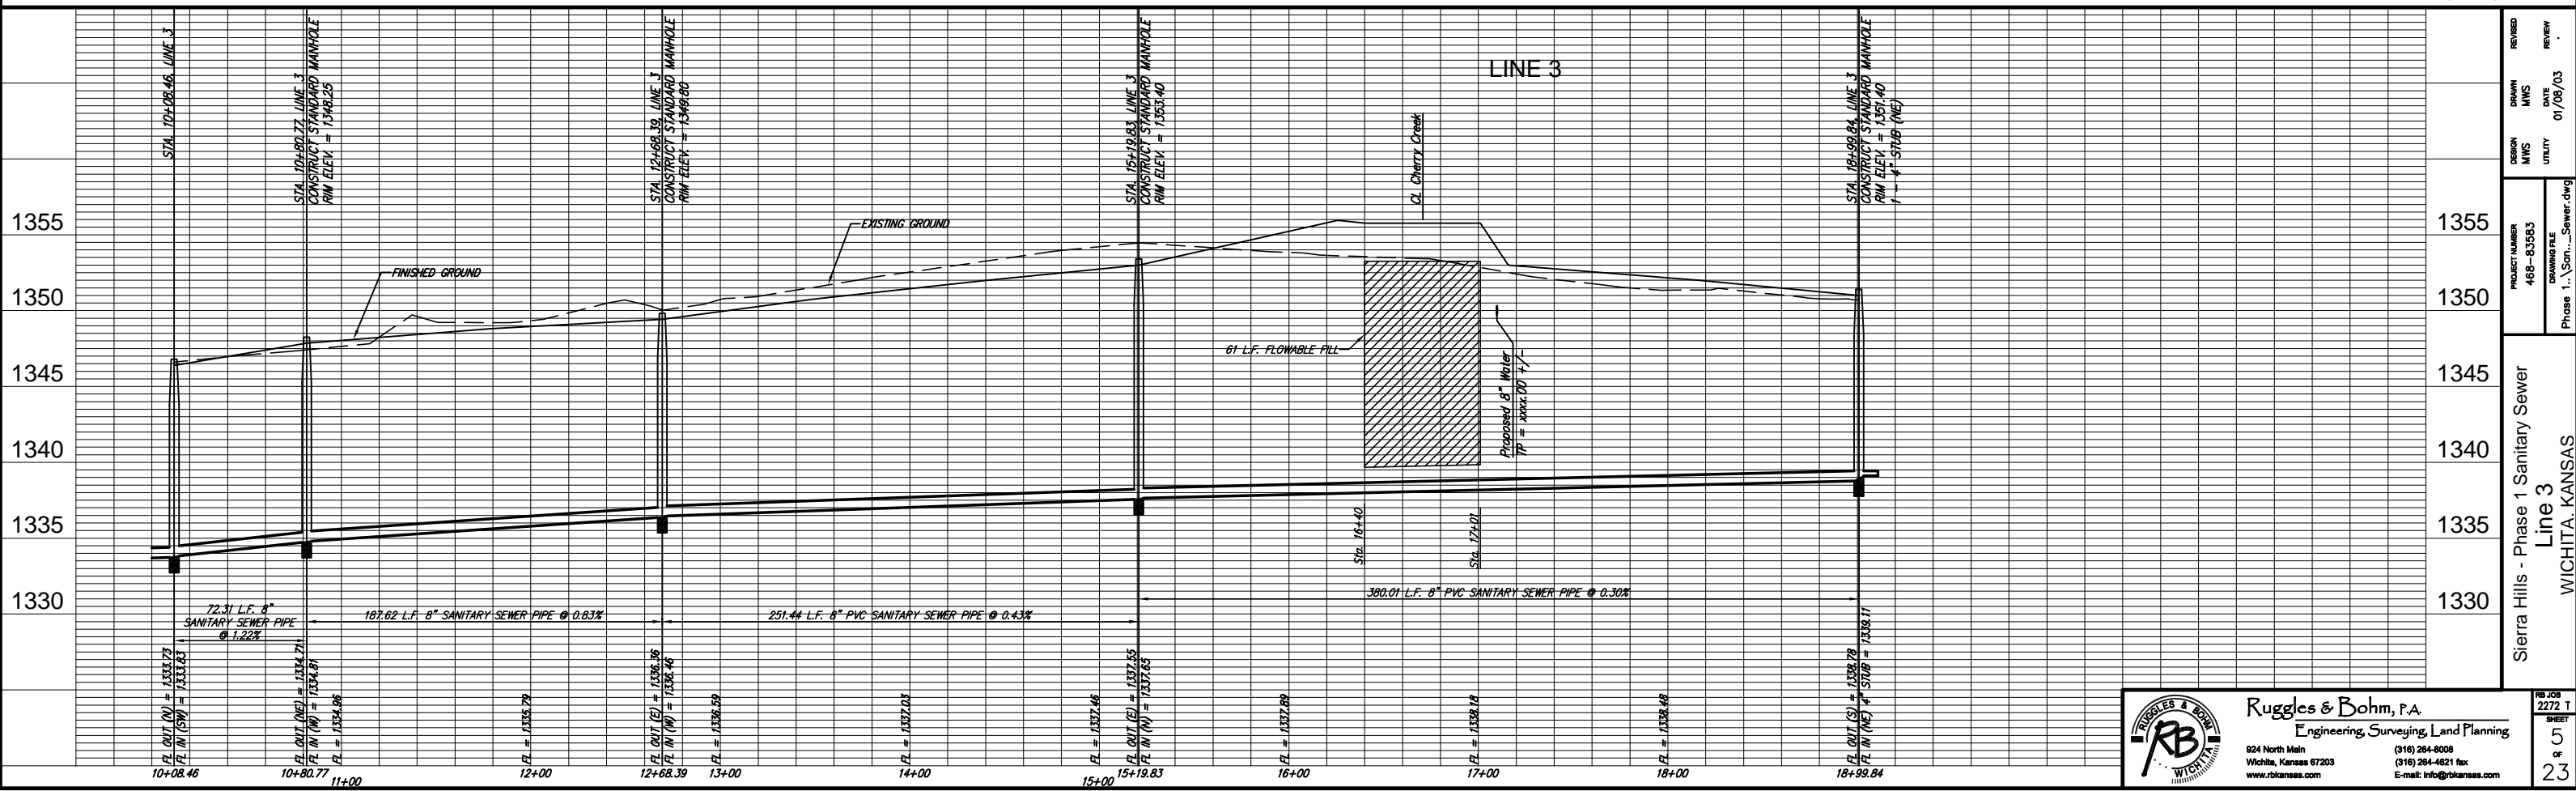 STA. 10+08.46, LINE 3
STA. 10+80.77, LINE 3
CONSTRUCT STANDARD MANHOLE
RIM ELEV. = 1348.25
STA. 12+68.39, LINE 3
CONSTRUCT STANDARD MANHOLE
RIM ELEV. = 1349.80
STA. 15+19.83, LINE 3
CONSTRUCT STANDARD MANHOLE
RIM ELEV. = 1353.40
LINE 3
CL Cherry Creek
STA. 18+99.84, LINE 3
CONSTRUCT STANDARD MANHOLE
RIM ELEV. = 1351.40
1 - 4" STUB (NE)
1355
1350
1345
1340
1335
1330
EXISTING GROUND
FINISHED GROUND
61 L.F. FLOWABLE FILL
Proposed 8" Water
TP = xxxx.00 +/-
Sta. 16+40
Sta. 17+01
1355
1350
1345
1340
1335
1330
72.31 L.F. 8"
SANITARY SEWER PIPE
@ 1.22%
187.62 L.F. 8" SANITARY SEWER PIPE @ 0.83%
251.44 L.F. 8" PVC SANITARY SEWER PIPE @ 0.43%
380.01 L.F. 8" PVC SANITARY SEWER PIPE @ 0.30%
FL OUT (N) = 1333.73
FL IN (SW) = 1333.83
FL OUT (NE) = 1334.71
FL IN (W) = 1334.81
FL = 1334.96
FL = 1335.79
FL OUT (E) = 1336.36
FL IN (W) = 1336.46
FL = 1336.59
FL = 1337.03
FL = 1337.46
FL OUT (E) = 1337.55
FL IN (N) = 1337.65
FL = 1337.89
FL = 1338.18
FL = 1338.48
FL OUT (S) = 1338.78
FL IN (NE) 4" STUB = 1339.11
10+08.46
10+80.77
11+00
12+00
12+68.39
13+00
14+00
15+00
15+19.83
16+00
17+00
18+00
18+99.84
DESIGN
MWS
DRAWN
MWS
REVISED
UTILITY
DATE
01/08/03
REVIEW
.
PROJECT NUMBER
468-83583
DRAWING FILE
Phase 1..\San..._Sewer.dwg
Sierra Hills - Phase 1 Sanitary Sewer
Line 3
WICHITA, KANSAS
RUGGLES & BOHM
RB
WICHITA
Ruggles & Bohm, P.A.
Engineering, Surveying, Land Planning
924 North Main
Wichita, Kansas 67203
www.rbkansas.com
(316) 264-8008
(316) 264-4621 fax
E-mail: info@rbkansas.com
RB JOB
2272 T
SHEET
5
OF
23